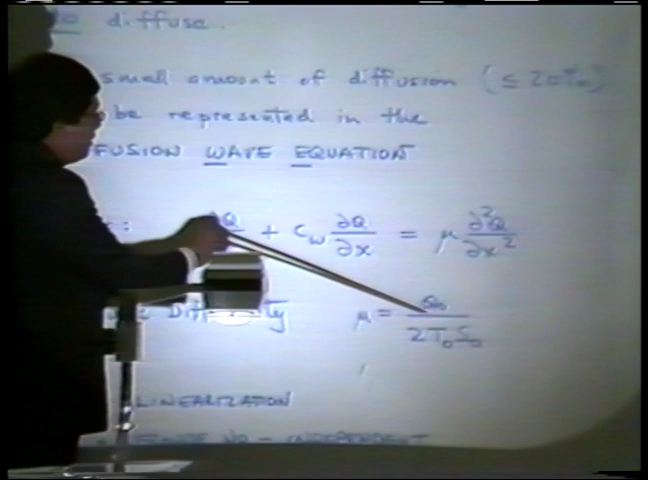 diffuse.
small amount of diffusion (≤ 20%)
be represented in the
FUSION WAVE EQUATION
∂Q + c_w ∂Q/∂x = μ ∂²Q/∂x²
μ = Q₀/2T₀S₀
LINEARIZATION
INDEPENDENT